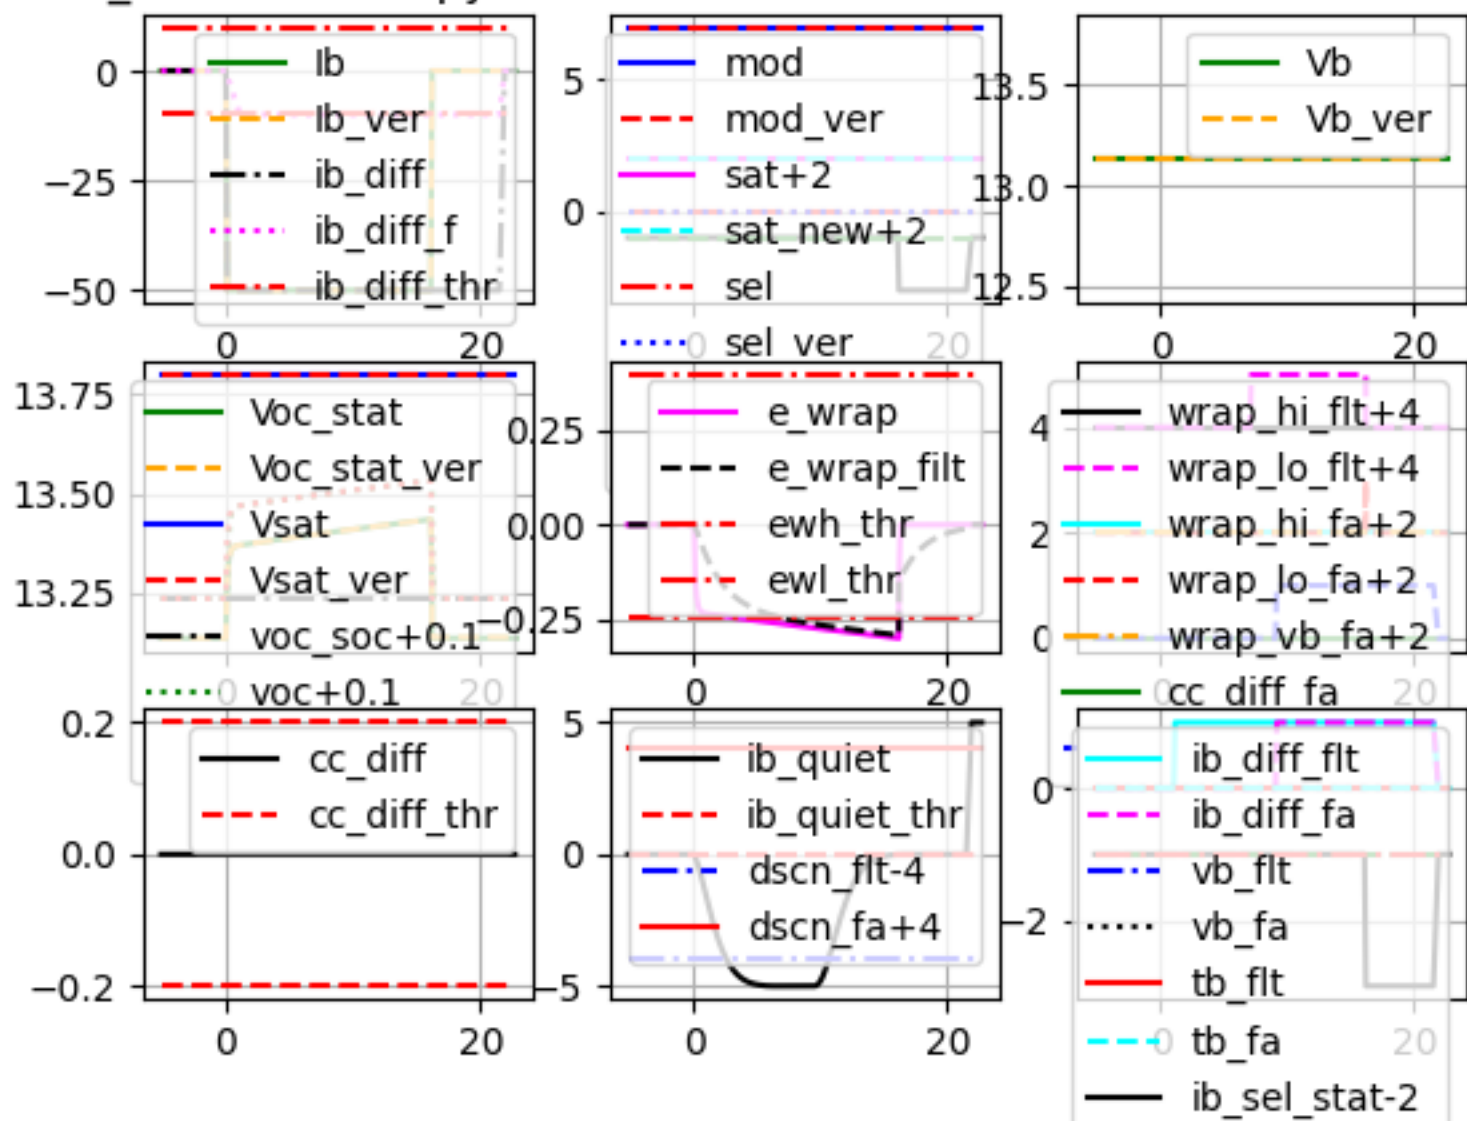 0
−25
−50
0
20
Ib
Ib_ver
ib_diff
ib_diff_f
ib_diff_thr
5
0
0
20
mod
mod_ver
sat+2
sat_new+2
sel
sel_ver
13.5
13.0
12.5
0
20
Vb
Vb_ver
13.75
13.50
13.25
0
20
Voc_stat
Voc_stat_ver
Vsat
Vsat_ver
voc_soc+0.1
voc+0.1
0.25
0.00
−0.25
0
20
e_wrap
e_wrap_filt
ewh_thr
ewl_thr
4
2
0
0
20
wrap_hi_flt+4
wrap_lo_flt+4
wrap_hi_fa+2
wrap_lo_fa+2
wrap_vb_fa+2
cc_diff_fa
0.2
0.0
−0.2
0
20
cc_diff
cc_diff_thr
5
0
−5
0
20
ib_quiet
ib_quiet_thr
dscn_flt-4
dscn_fa+4
0
−2
0
20
ib_diff_flt
ib_diff_fa
vb_flt
vb_fa
tb_flt
tb_fa
ib_sel_stat-2